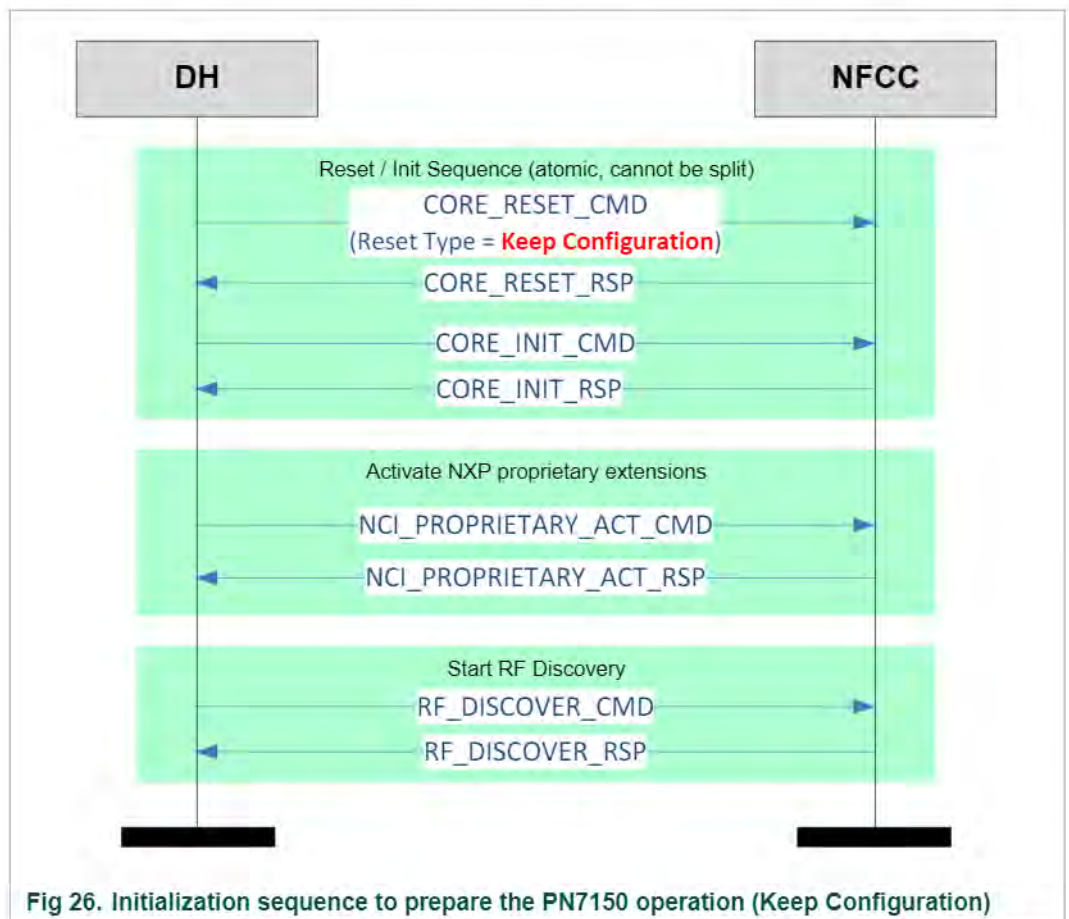 DH
NFCC
Reset / Init Sequence (atomic, cannot be split)
CORE_RESET_CMD
(Reset Type = Keep Configuration)
CORE_RESET_RSP
CORE_INIT_CMD
CORE_INIT_RSP
Activate NXP proprietary extensions
NCI_PROPRIETARY_ACT_CMD
NCI_PROPRIETARY_ACT_RSP
Start RF Discovery
RF_DISCOVER_CMD
RF_DISCOVER_RSP
Fig 26. Initialization sequence to prepare the PN7150 operation (Keep Configuration)